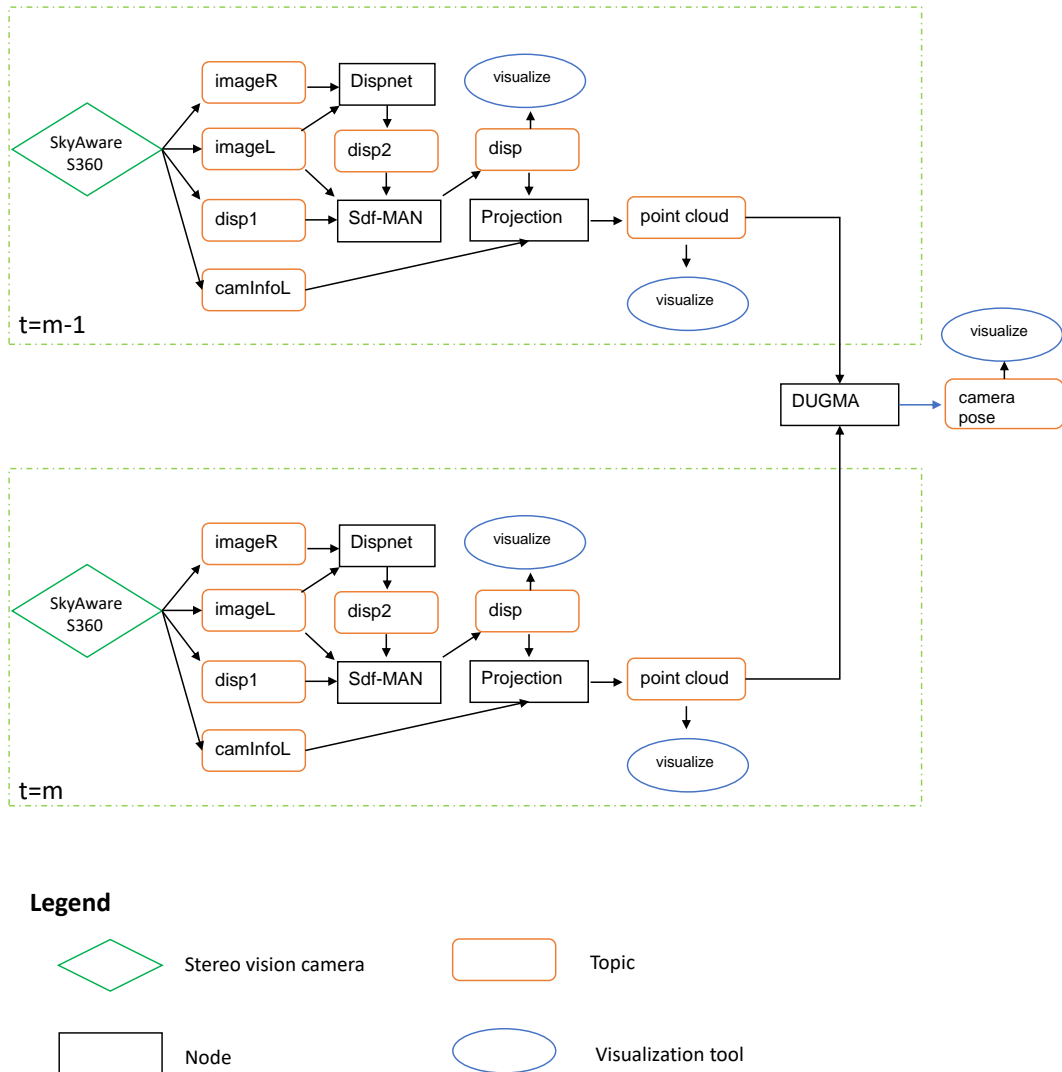 imageR
Dispnet
visualize
SkyAware
S360
imageL
disp2
disp
disp1
Sdf-MAN
Projection
point cloud
camInfoL
visualize
t=m-1
visualize
DUGMA
camera
pose
imageR
Dispnet
visualize
SkyAware
S360
imageL
disp2
disp
disp1
Sdf-MAN
Projection
point cloud
camInfoL
visualize
t=m
Legend
Stereo vision camera
Topic
Node
Visualization tool